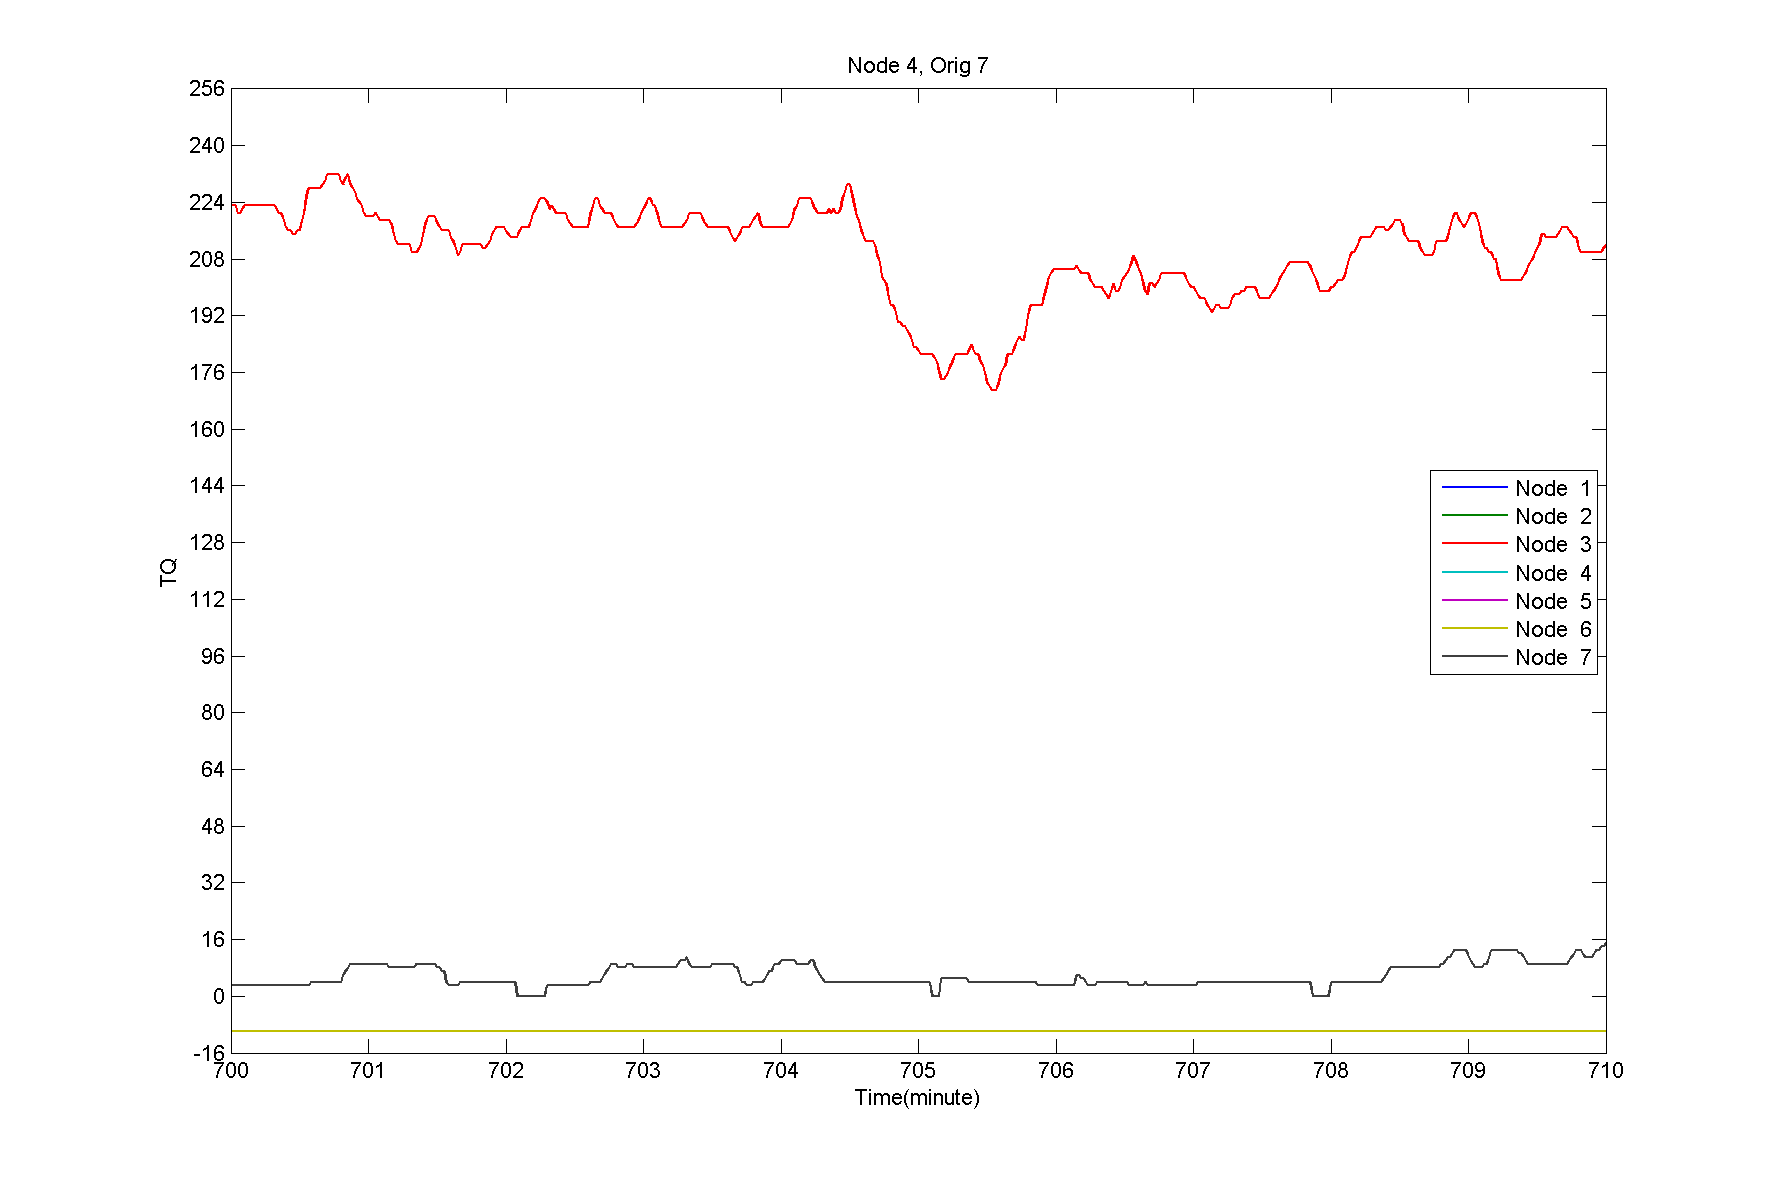 Node 4, Orig 7
256
240
224
208
192
176
160
144
128
112
96
80
64
48
32
16
0
-16
TQ
Node 1
Node 2
Node 3
Node 4
Node 5
Node 6
Node 7
700 701 702 703 704 705 706 707 708 709 710
Time(minute)